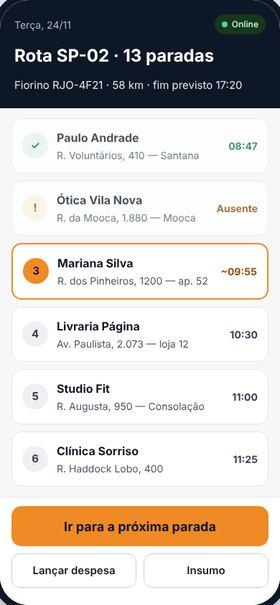 Terça, 24/11
Online
Rota SP-02 · 13 paradas
Fiorino RJO-4F21 · 58 km · fim previsto 17:20
✓
Paulo Andrade
R. Voluntários, 410 — Santana
08:47
!
Ótica Vila Nova
R. da Mooca, 1.880 — Mooca
Ausente
3
Mariana Silva
R. dos Pinheiros, 1200 — ap. 52
~09:55
4
Livraria Página
Av. Paulista, 2.073 — loja 12
10:30
5
Studio Fit
R. Augusta, 950 — Consolação
11:00
6
Clínica Sorriso
R. Haddock Lobo, 400
11:25
Ir para a próxima parada
Lançar despesa
Insumo